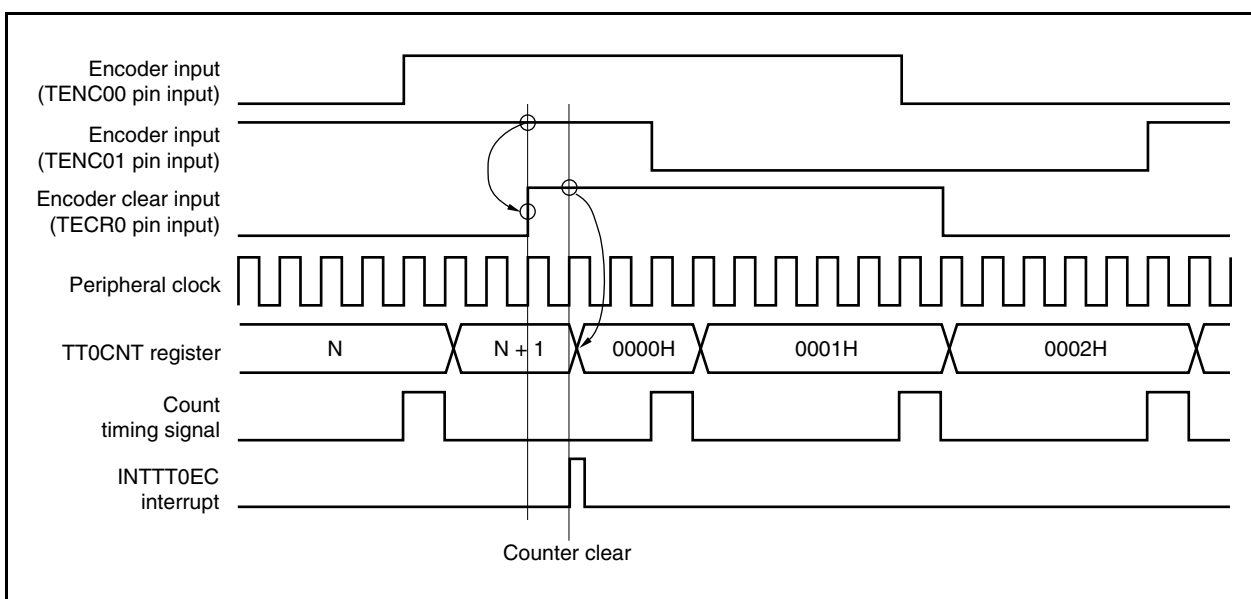 Encoder input
(TENC00 pin input)
Encoder input
(TENC01 pin input)
Encoder clear input
(TECR0 pin input)
Peripheral clock
TT0CNT register
N
N + 1
0000H
0001H
0002H
Count
timing signal
INTTT0EC
interrupt
Counter clear